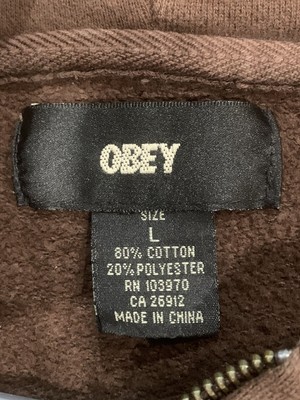 OBEY
SIZE
L
80% COTTON
20% POLYESTER
RN 103970
CA 26912
MADE IN CHINA